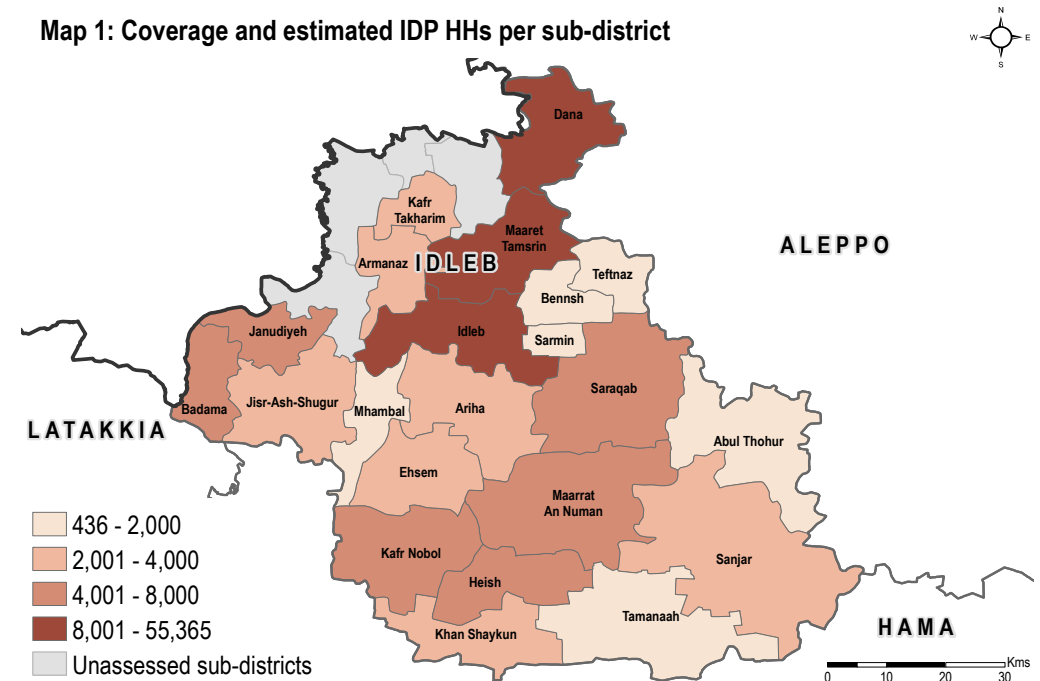 Map 1: Coverage and estimated IDP HHs per sub-district
N
W
E
S
Dana
Kafr
Takharim
Maaret
Tamsrin
ALEPPO
Armanaz
IDLEB
Teftnaz
Bennsh
Janudiyeh
Idleb
Sarmin
Saraqab
Badama
Jisr-Ash-Shugur
Mhambal
Ariha
LATAKKIA
Abul Thohur
Ehsem
Maarrat
An Numan
436 - 2,000
2,001 - 4,000
4,001 - 8,000
8,001 - 55,365
Unassessed sub-districts
Kafr Nobol
Sanjar
Heish
Tamanaah
Khan Shaykun
HAMA
Kms
0 10 20 30